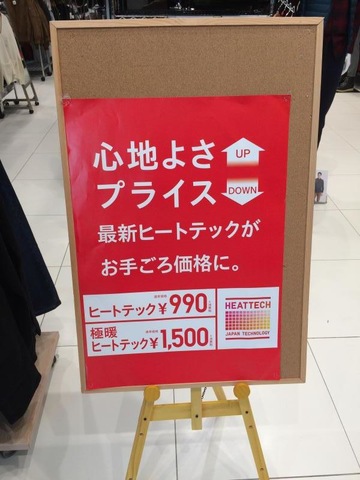 心地よさ UP
プライス DOWN
最新ヒートテックが
お手ごろ価格に。
ヒートテック ¥990
極暖
ヒートテック ¥1,500
HEATTECH
JAPAN TECHNOLOGY